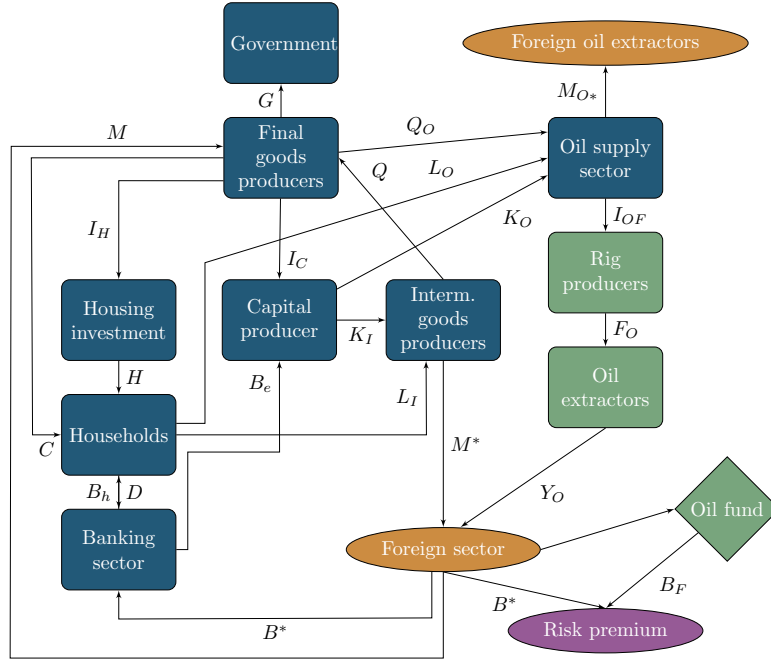 Government
Foreign oil extractors
G
M_{O*}
M
Final
goods
producers
Q_O
Oil supply
sector
Q
L_O
K_O
I_{OF}
I_H
I_C
Rig
producers
Housing
investment
Capital
producer
Interm.
goods
producers
K_I
F_O
H
B_e
L_I
Oil
extractors
Households
C
M^*
B_h
D
Y_O
Oil fund
Banking
sector
Foreign sector
B_F
B^*
B^*
Risk premium